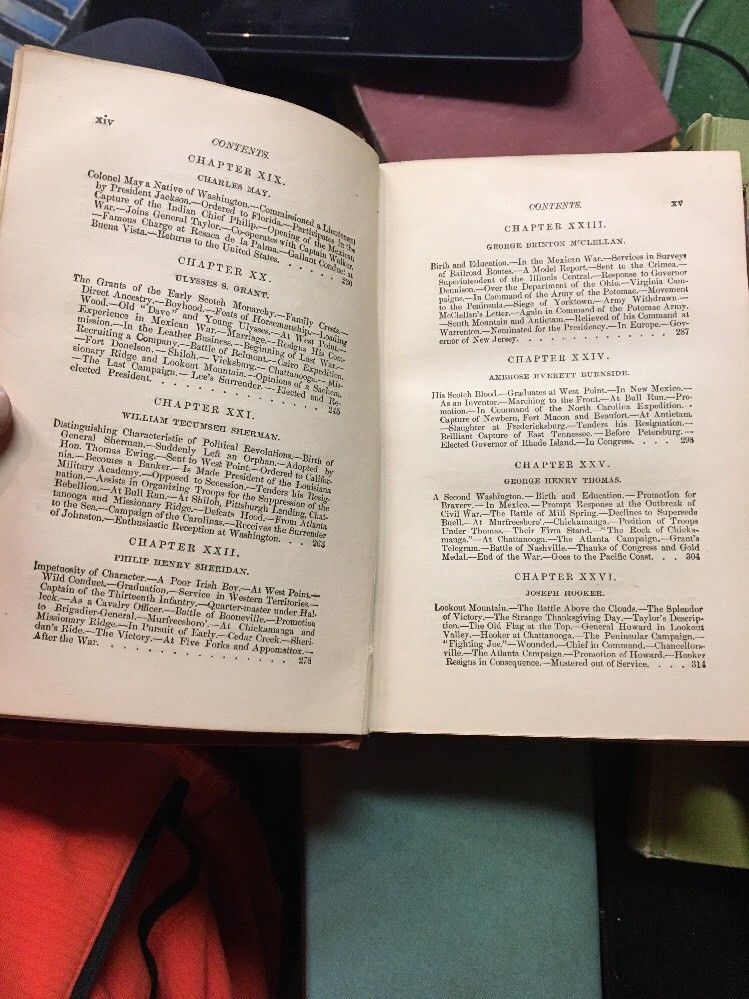 xiv
CONTENTS.
CHAPTER XIX.
CHARLES MAY.
Colonel May a Native of Washington.—Commissioned a Lieutenant
by President Jackson.—Ordered to Florida.—Participates in the
Capture of the Indian Chief Philip.—Opening of the Mexican
War.—Joins General Taylor.—Co-operates with Captain Walker.
—Famous Charge at Resaca de la Palma.—Gallant Conduct at
Buena Vista.—Returns to the United States. . . . . . . 230
CHAPTER XX.
ULYSSES S. GRANT.
The Grants of the Early Scotch Monarchy.—Family Crests.—
Direct Ancestry.—Boyhood.—Feats of Horsemanship.—Loading
Wood.—Old "Dave" and Young Ulysses.—At West Point.—
Experience in Mexican War.—Marriage.—Resigns His Com-
mission.—In the Leather Business.—Beginning of Last War.—
Recruiting a Company.—Battle of Belmont.—Cairo Expedition.
—Fort Donelson.—Shiloh.—Vicksburg.—Chattanooga.—Mis-
sionary Ridge and Lookout Mountain.—Opinions of a Sachem.
—The Last Campaign.—Lee's Surrender.—Elected and Re-
elected President. . . . . . . . . . . . . . . 245
CHAPTER XXI.
WILLIAM TECUMSEH SHERMAN.
Distinguishing Characteristic of Political Revolutions.—Birth of
General Sherman.—Suddenly Left an Orphan.—Adopted by
Hon. Thomas Ewing.—Sent to West Point.—Ordered to Califor-
nia.—Becomes a Banker.—Is Made President of the Louisiana
Military Academy.—Opposed to Secession.—Tenders his Resig-
nation.—Assists in Organizing Troops for the Suppression of the
Rebellion.—At Bull Run.—At Shiloh, Pittsburg Landing, Chat-
tanooga and Missionary Ridge.—Defeats Hood.—From Atlanta
to the Sea.—Campaign of the Carolinas.—Receives the Surrender
of Johnston.—Enthusiastic Reception at Washington. . . . 263
CHAPTER XXII.
PHILIP HENRY SHERIDAN.
Impetuosity of Character.—A Poor Irish Boy.—At West Point.—
Wild Conduct.—Graduation.—Service in Western Territories.—
Captain of the Thirteenth Infantry.—Quarter-master under Hal-
leck.—As a Cavalry Officer.—Battle of Booneville.—Promotion
to Brigadier-General.—Murfreesboro'.—At Chickamauga and
Missionary Ridge.—In Pursuit of Early.—Cedar Creek.—Sheri-
dan's Ride.—The Victory.—At Five Forks and Appomattox.—
After the War. . . . . . . . . . . . . . . . 278
CONTENTS.
xv
CHAPTER XXIII.
GEORGE BRINTON McCLELLAN.
Birth and Education.—In the Mexican War.—Services in Surveys
of Railroad Routes.—A Model Report.—Sent to the Crimea.—
Superintendent of the Illinois Central.—Response to Governor
Dennison.—Over the Department of the Ohio.—Virginia Cam-
paigns.—In Command of the Army of the Potomac.—Movement
to the Peninsula.—Siege of Yorktown.—Army Withdrawn.—
McClellan's Letter.—Again in Command of the Potomac Army.
—South Mountain and Antietam.—Relieved of his Command at
Warrenton.—Nominated for the Presidency.—In Europe.—Gov-
ernor of New Jersey. . . . . . . . . . . . . . . 287
CHAPTER XXIV.
AMBROSE EVERETT BURNSIDE.
His Scotch Blood.—Graduates at West Point.—In New Mexico.—
As an Inventor.—Marching to the Front.—At Bull Run.—Pro-
motion.—In Command of the North Carolina Expedition.—
Capture of Newbern, Fort Macon and Beaufort.—At Antietam.
—Slaughter at Fredericksburg.—Tenders his Resignation.—
Brilliant Capture of East Tennessee.—Before Petersburg.—
Elected Governor of Rhode Island.—In Congress. . . . . 298
CHAPTER XXV.
GEORGE HENRY THOMAS.
A Second Washington.—Birth and Education.—Promotion for
Bravery.—In Mexico.—Prompt Response at the Outbreak of
Civil War.—The Battle of Mill Spring.—Declines to Supersede
Buell.—At Murfreesboro'.—Chickamauga.—Position of Troops
Under Thomas.—Their Firm Stand.—"The Rock of Chicka-
mauga."—At Chattanooga.—The Atlanta Campaign.—Grant's
Telegram.—Battle of Nashville.—Thanks of Congress and Gold
Medal.—End of the War.—Goes to the Pacific Coast. . . . 304
CHAPTER XXVI.
JOSEPH HOOKER.
Lookout Mountain.—The Battle Above the Clouds.—The Splendor
of Victory.—The Strange Thanksgiving Day.—Taylor's Descrip-
tion.—The Old Flag at the Top.—General Howard in Lookout
Valley.—Hooker at Chattanooga.—The Peninsular Campaign.—
"Fighting Joe."—Wounded.—Chief in Command.—Chancellors-
ville.—The Atlanta Campaign.—Promotion of Howard.—Hooker
Resigns in Consequence.—Mustered out of Service. . . . 314